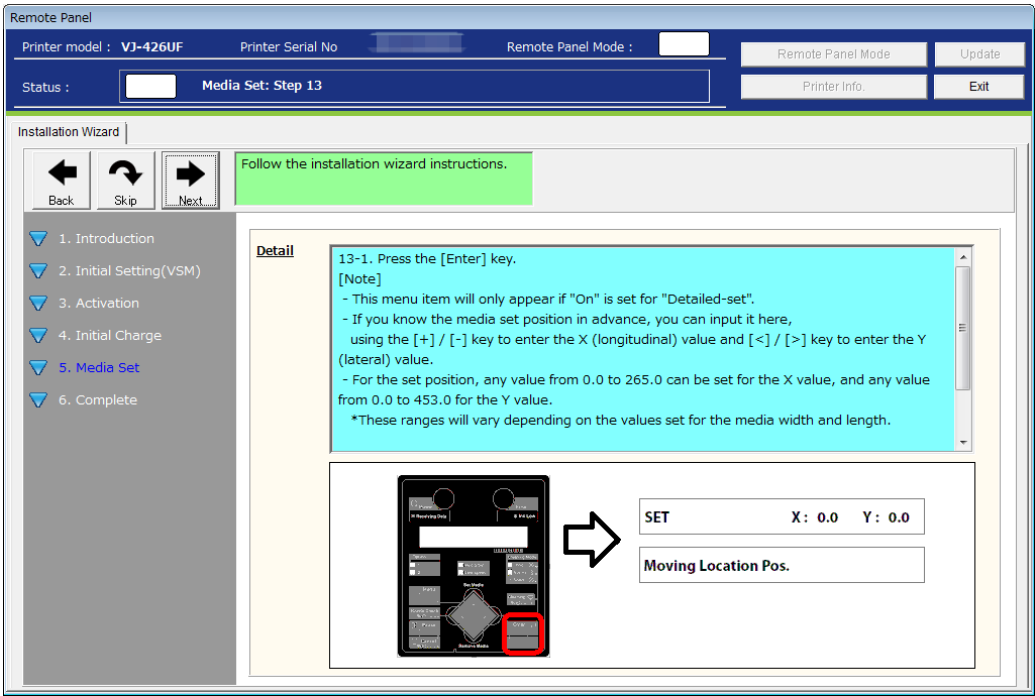 Remote Panel
Printer model : VJ-426UF Printer Serial No Remote Panel Mode :
Remote Panel Mode Update
Status : Media Set: Step 13
Printer Info. Exit
Installation Wizard
Back Skip Next
Follow the installation wizard instructions.
1. Introduction
2. Initial Setting(VSM)
3. Activation
4. Initial Charge
5. Media Set
6. Complete
Detail
13-1. Press the [Enter] key.
[Note]
- This menu item will only appear if "On" is set for "Detailed-set".
- If you know the media set position in advance, you can input it here,
using the [+] / [-] key to enter the X (longitudinal) value and [<] / [>] key to enter the Y
(lateral) value.
- For the set position, any value from 0.0 to 265.0 can be set for the X value, and any value
from 0.0 to 453.0 for the Y value.
*These ranges will vary depending on the values set for the media width and length.
SET X : 0.0 Y : 0.0
Moving Location Pos.